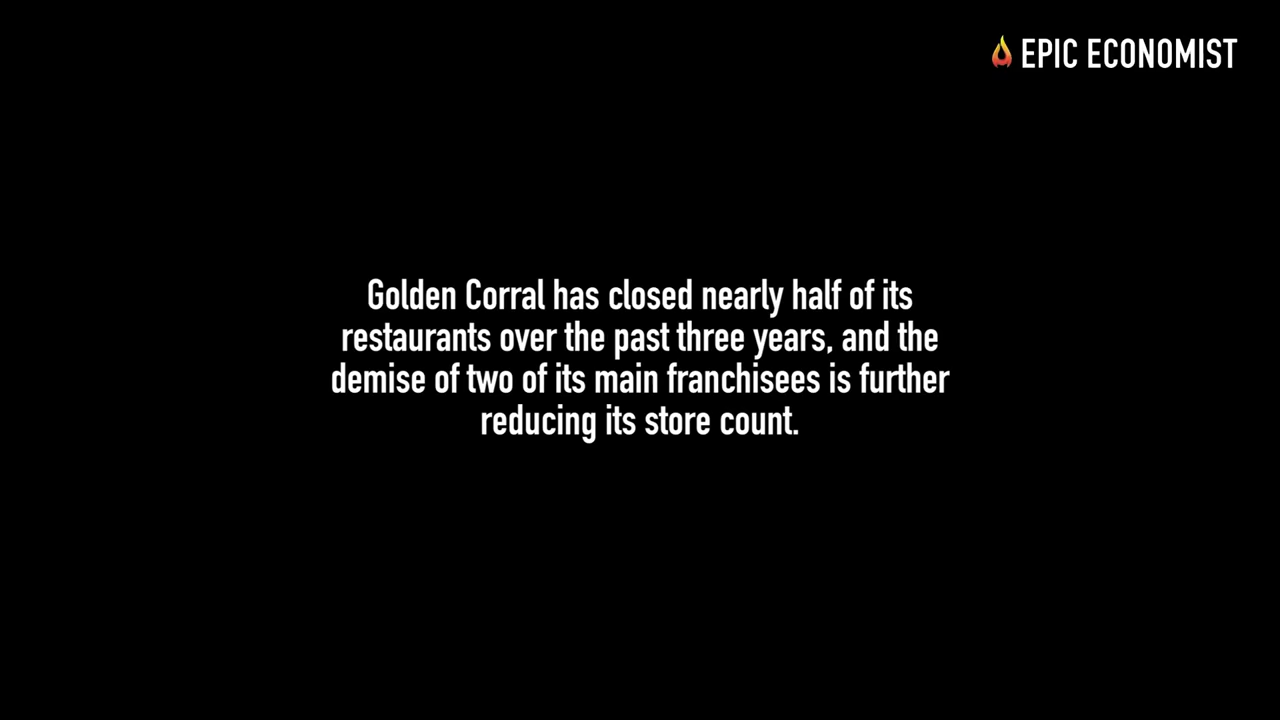 EPIC ECONOMIST
Golden Corral has closed nearly half of its
restaurants over the past three years, and the
demise of two of its main franchisees is further
reducing its store count.